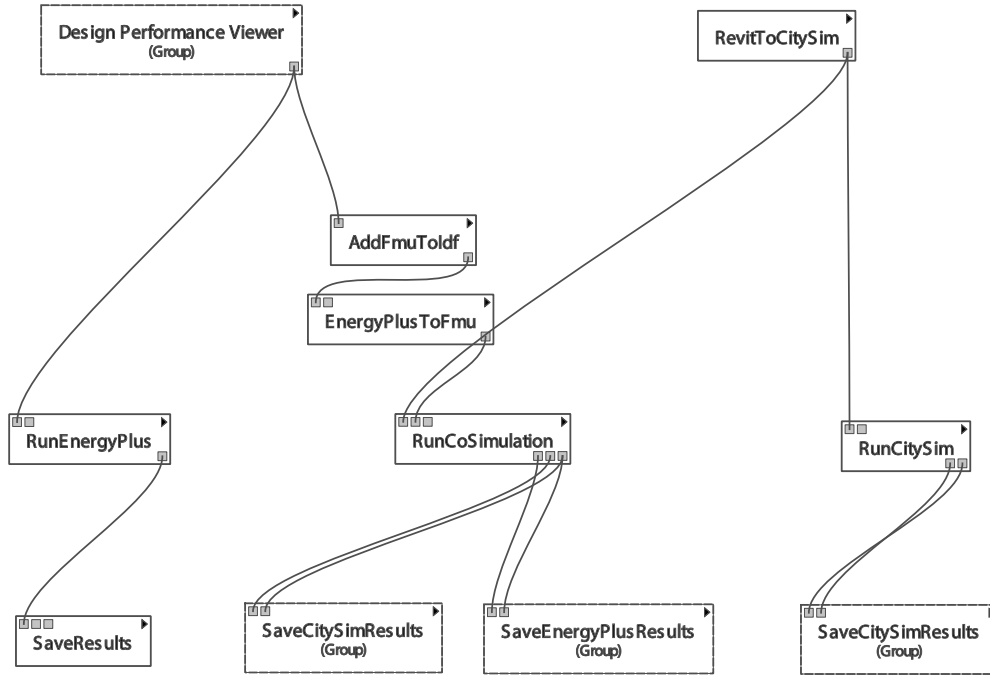 Design Performance Viewer
(Group)
RevitToCitySim
AddFmuToIdf
EnergyPlusToFmu
RunEnergyPlus
RunCoSimulation
RunCitySim
SaveResults
SaveCitySimResults
(Group)
SaveEnergyPlusResults
(Group)
SaveCitySimResults
(Group)